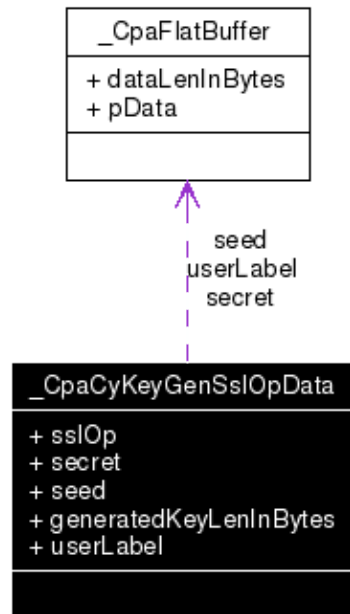 _CpaFlatBuffer
+ dataLenInBytes
+ pData
seed
userLabel
secret
_CpaCyKeyGenSslOpData
+ sslOp
+ secret
+ seed
+ generatedKeyLenInBytes
+ userLabel